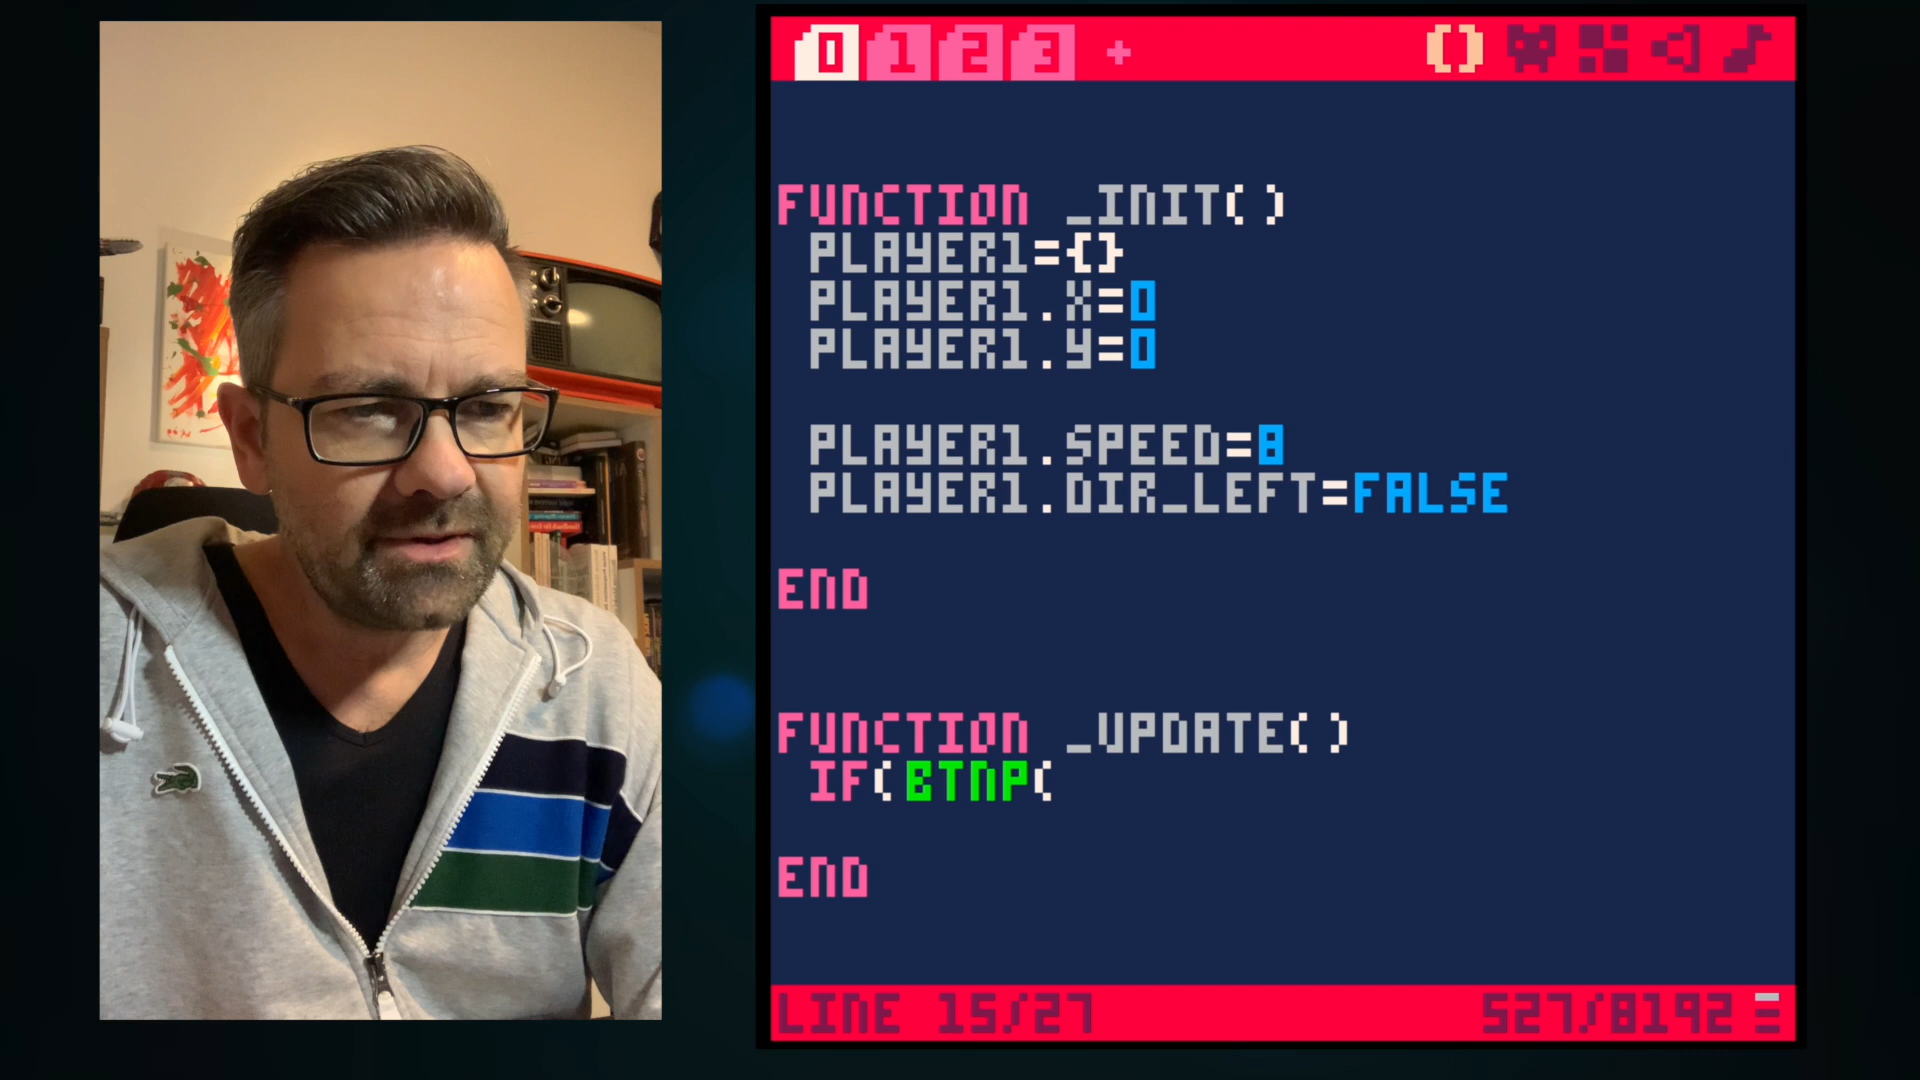 0 1 2 3 +
FUNCTION _INIT()
PLAYER1={}
PLAYER1.X=0
PLAYER1.Y=0
PLAYER1.SPEED=8
PLAYER1.DIR_LEFT=FALSE
END
FUNCTION _UPDATE()
IF(BTNP(
END
LINE 15/27
527/8192